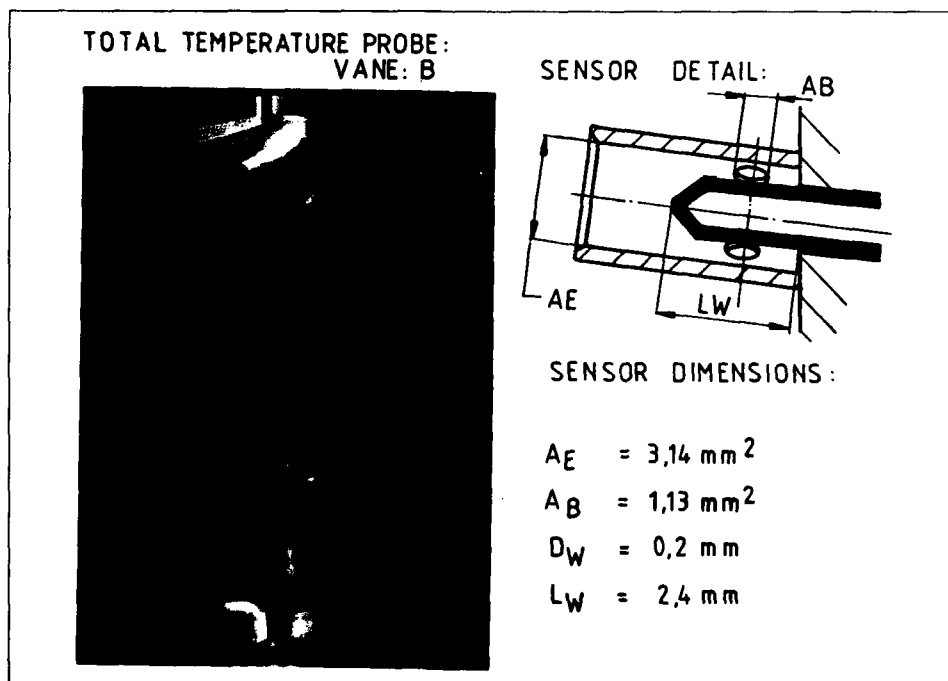 TOTAL TEMPERATURE PROBE:
VANE: B
SENSOR DETAIL:
AB
AE
LW
SENSOR DIMENSIONS:
AE = 3,14 mm2
AB = 1,13 mm2
DW = 0,2 mm
LW = 2,4 mm